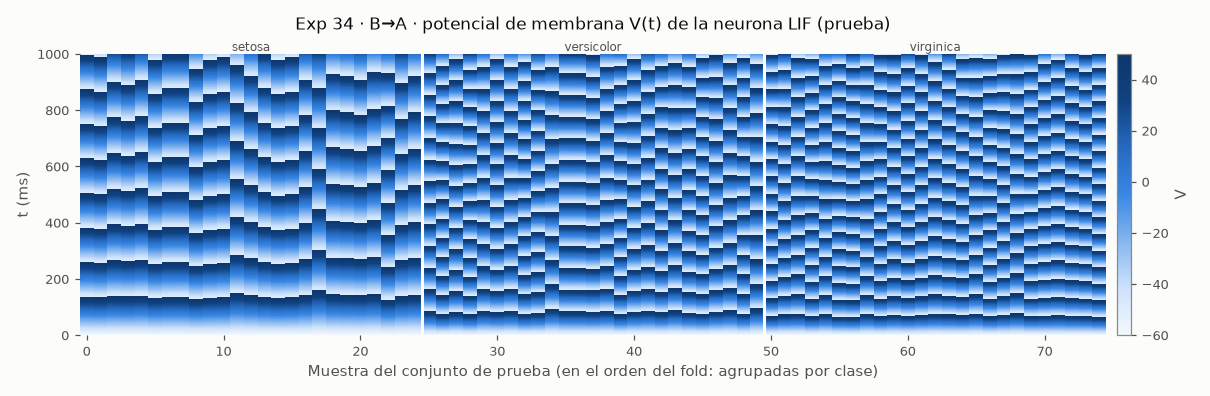 Exp 34 · B→A · potencial de membrana V(t) de la neurona LIF (prueba)
setosa versicolor virginica
1000
800
600
400
200
0
t (ms)
0 10 20 30 40 50 60 70
Muestra del conjunto de prueba (en el orden del fold: agrupadas por clase)
40
20
0
−20
−40
−60
V